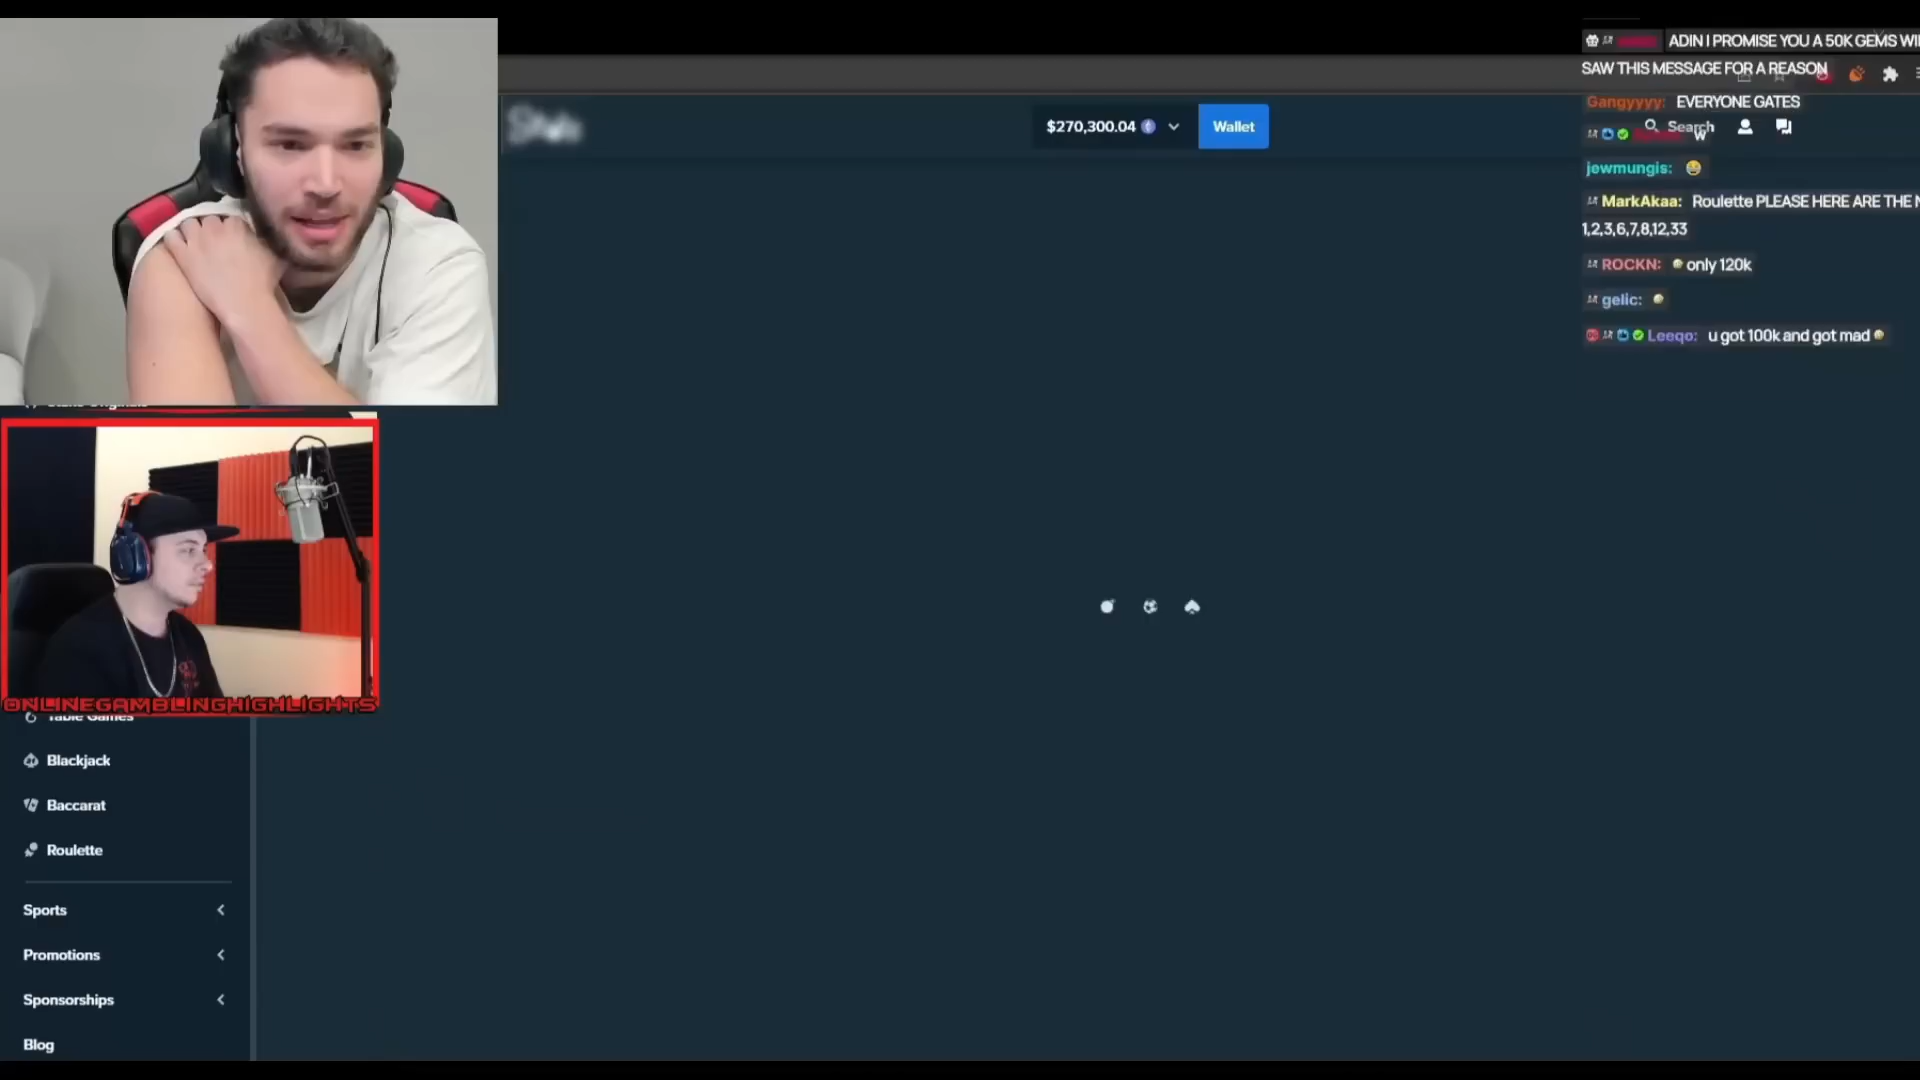 ADIN I PROMISE YOU A 50K GEMS
SAW THIS MESSAGE FOR A REASON
Gangyyyy: EVERYONE GATES
$270,300.04
Wallet
Search
W
jewmungis:
MarkAkaa: Roulette PLEASE HERE ARE THE
1,2,3,6,7,8,12,33
ROCKN: only 120k
gelic:
Leeqo: u got 100k and got mad
ONLINEGAMBLINGHIGHLIGHTS
Table Games
Blackjack
Baccarat
Roulette
Sports
Promotions
Sponsorships
Blog